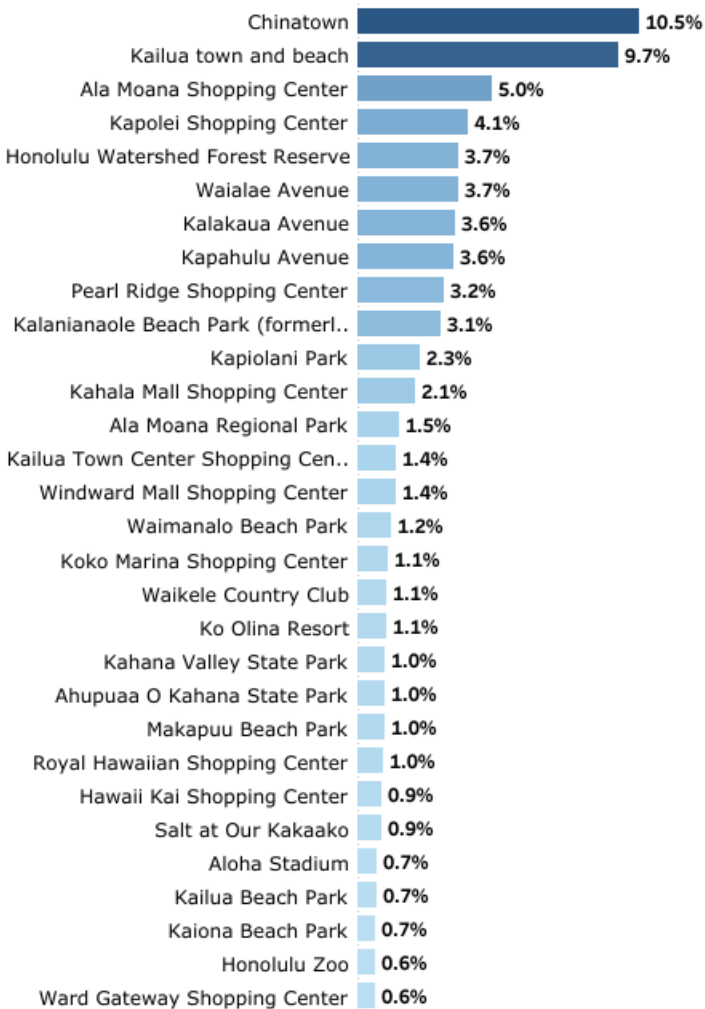 Chinatown 10.5%
Kailua town and beach 9.7%
Ala Moana Shopping Center 5.0%
Kapolei Shopping Center 4.1%
Honolulu Watershed Forest Reserve 3.7%
Waialae Avenue 3.7%
Kalakaua Avenue 3.6%
Kapahulu Avenue 3.6%
Pearl Ridge Shopping Center 3.2%
Kalanianaole Beach Park (formerl.. 3.1%
Kapiolani Park 2.3%
Kahala Mall Shopping Center 2.1%
Ala Moana Regional Park 1.5%
Kailua Town Center Shopping Cen.. 1.4%
Windward Mall Shopping Center 1.4%
Waimanalo Beach Park 1.2%
Koko Marina Shopping Center 1.1%
Waikele Country Club 1.1%
Ko Olina Resort 1.1%
Kahana Valley State Park 1.0%
Ahupuaa O Kahana State Park 1.0%
Makapuu Beach Park 1.0%
Royal Hawaiian Shopping Center 1.0%
Hawaii Kai Shopping Center 0.9%
Salt at Our Kakaako 0.9%
Aloha Stadium 0.7%
Kailua Beach Park 0.7%
Kaiona Beach Park 0.7%
Honolulu Zoo 0.6%
Ward Gateway Shopping Center 0.6%